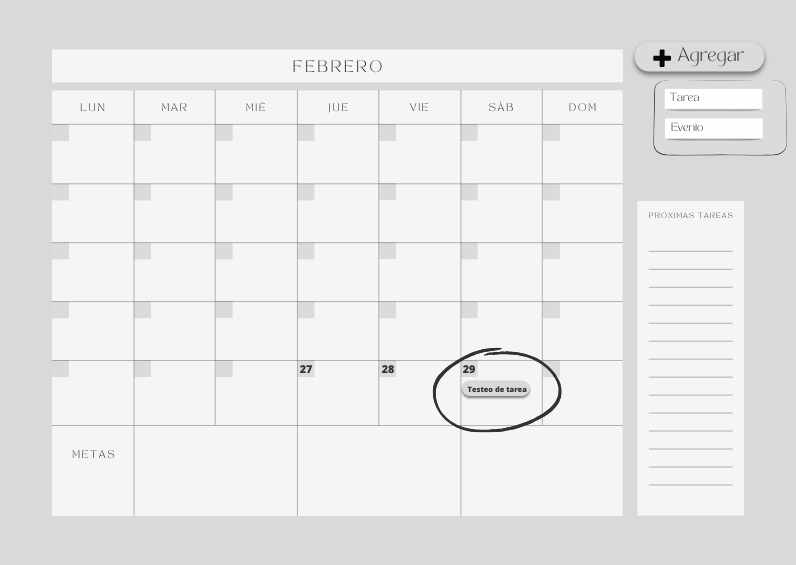 FEBRERO
Agregar
Tarea
Evento
LUN MAR MIÉ JUE VIE SÁB DOM
PROXIMAS TAREAS
27 28 29
Testeo de tarea
METAS